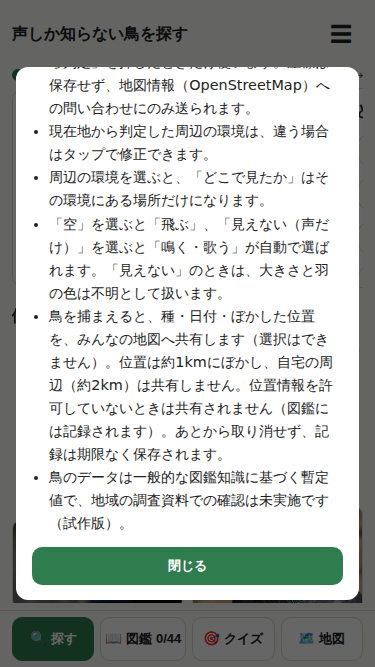 声しか知らない鳥を探す
保存せず、地図情報（OpenStreetMap）へ
の問い合わせにのみ送られます。
• 現在地から判定した周辺の環境は、違う場合
はタップで修正できます。
• 周辺の環境を選ぶと、「どこで見たか」はそ
の環境にある場所だけになります。
• 「空」を選ぶと「飛ぶ」、「見えない（声だ
け）」を選ぶと「鳴く・歌う」が自動で選ば
れます。「見えない」のときは、大きさと羽
の色は不明として扱います。
• 鳥を捕まえると、種・日付・ぼかした位置
を、みんなの地図へ共有します（選択はでき
ません）。位置は約1kmにぼかし、自宅の周
辺（約2km）は共有しません。位置情報を許
可していないときは共有されません（図鑑に
は記録されます）。あとから取り消せず、記
録は期限なく保存されます。
• 鳥のデータは一般的な図鑑知識に基づく暫定
値で、地域の調査資料での確認は未実施です
（試作版）。
閉じる
探す
図鑑 0/44
クイズ
地図